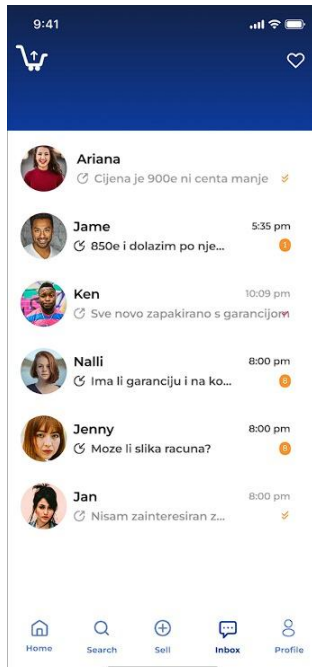 9:41
Ariana
Cijena je 900e ni centa manje
Jame 5:35 pm
850e i dolazim po nje... 1
Ken 10:09 pm
Sve novo zapakirano s garancijom
Nalli 8:00 pm
Ima li garanciju i na ko... 8
Jenny 8:00 pm
Moze li slika racuna? 8
Jan 8:00 pm
Nisam zainteresiran z...
Home Search Sell Inbox Profile